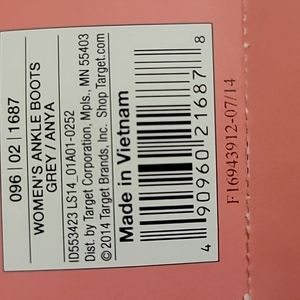 096 | 02 | 1687
WOMEN'S ANKLE BOOTS
GREY / ANYA
ID553423 LS14_01A01-0252
Dist. by Target Corporation, Mpls., MN 55403
©2014 Target Brands, Inc. Shop Target.com
Made in Vietnam
4 90960 21687 8
F16943912-07/14